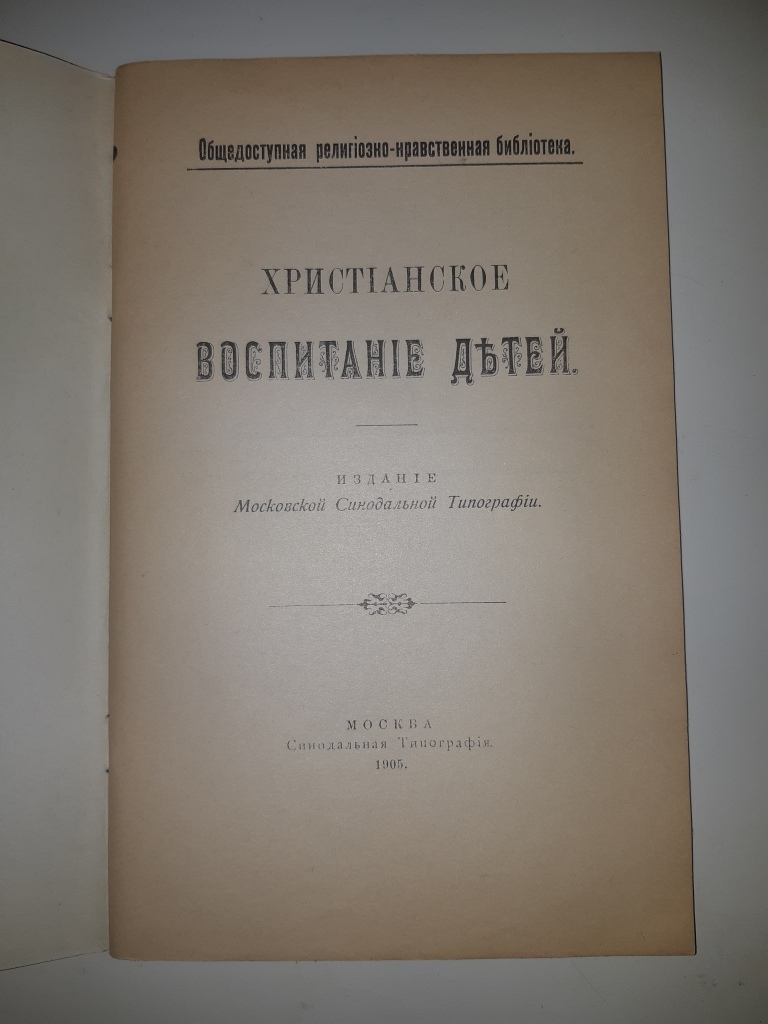 Общедоступная религіозно-нравственная библіотека.
ХРИСТІАНСКОЕ
ВОСПИТАНІЕ ДѢТЕЙ.
ИЗДАНІЕ
Московской Синодальной Типографіи.
МОСКВА
Синодальная Типографія.
1905.